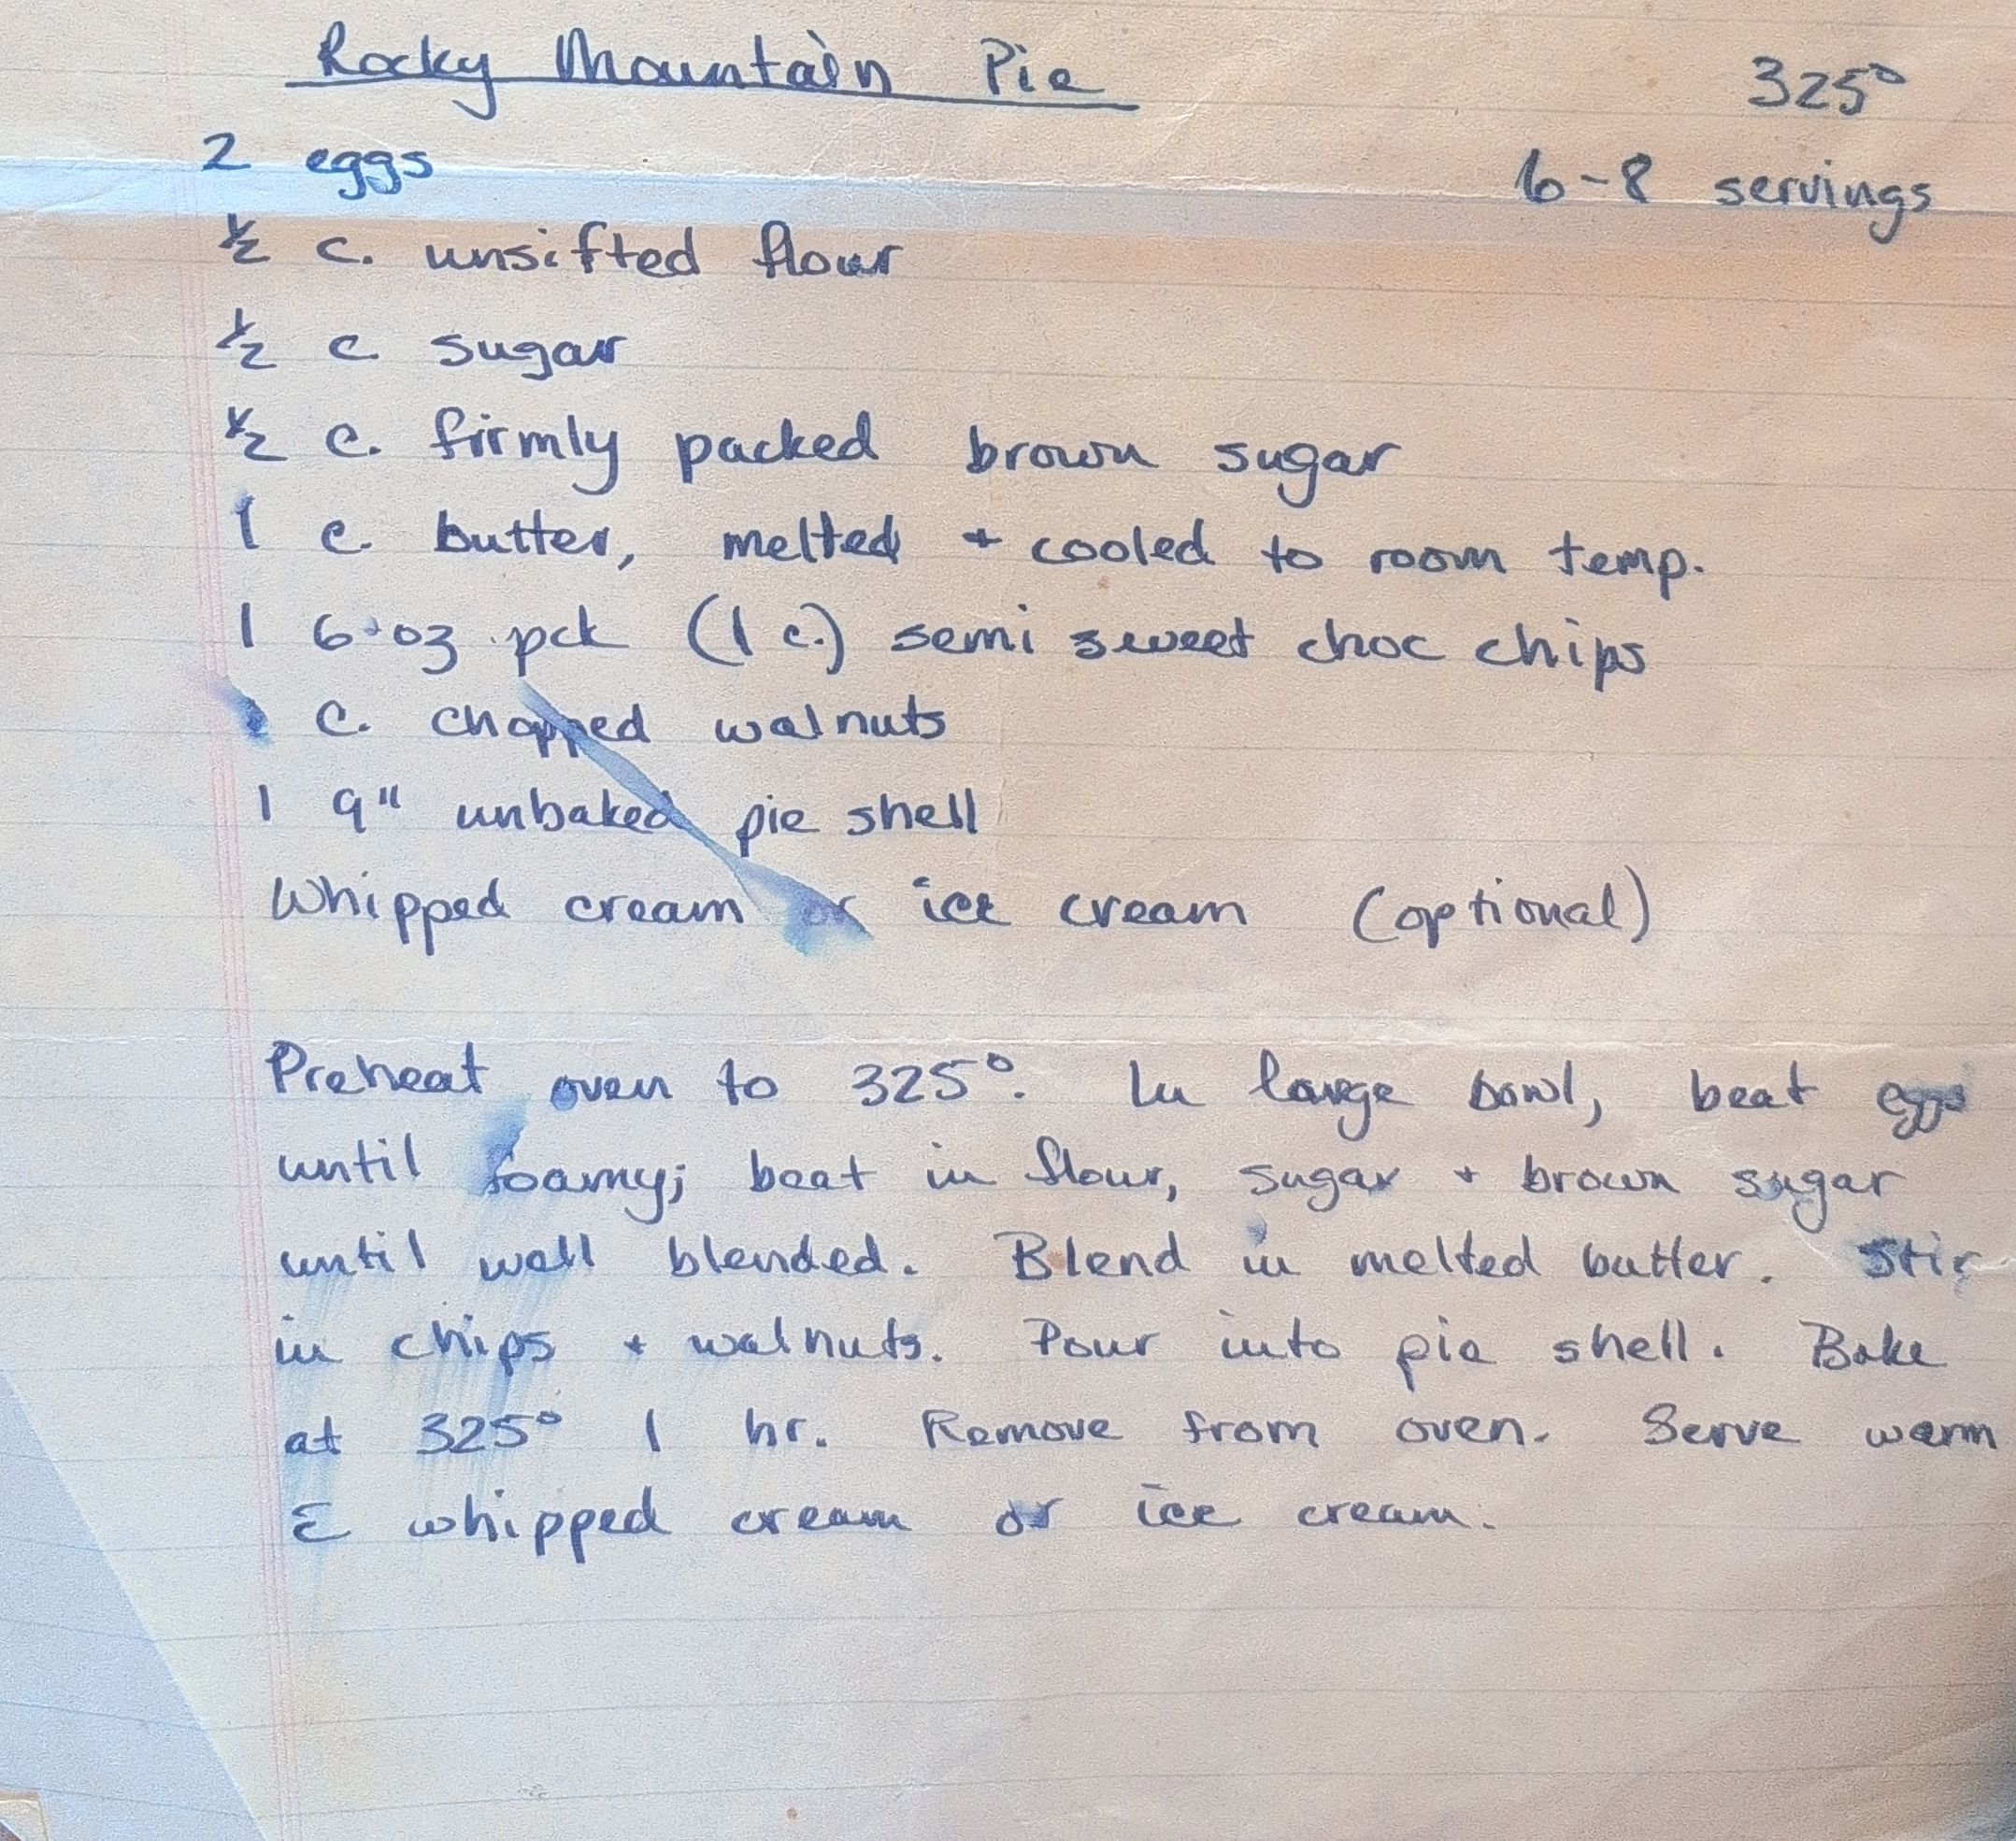 Rocky Mountain Pie 325°
2 eggs 6-8 servings
½ c. unsifted flour
½ c sugar
½ c. firmly packed brown sugar
1 c. butter, melted + cooled to room temp.
1 6-oz pck (1 c.) semi sweet choc chips
c. chopped walnuts
1 9" unbaked pie shell
Whipped cream or ice cream (optional)
Preheat oven to 325°. In large bowl, beat eggs
until foamy; beat in flour, sugar + brown sugar
until well blended. Blend in melted butter. Stir
in chips + walnuts. Pour into pie shell. Bake
at 325° 1 hr. Remove from oven. Serve warm
c̄ whipped cream or ice cream.